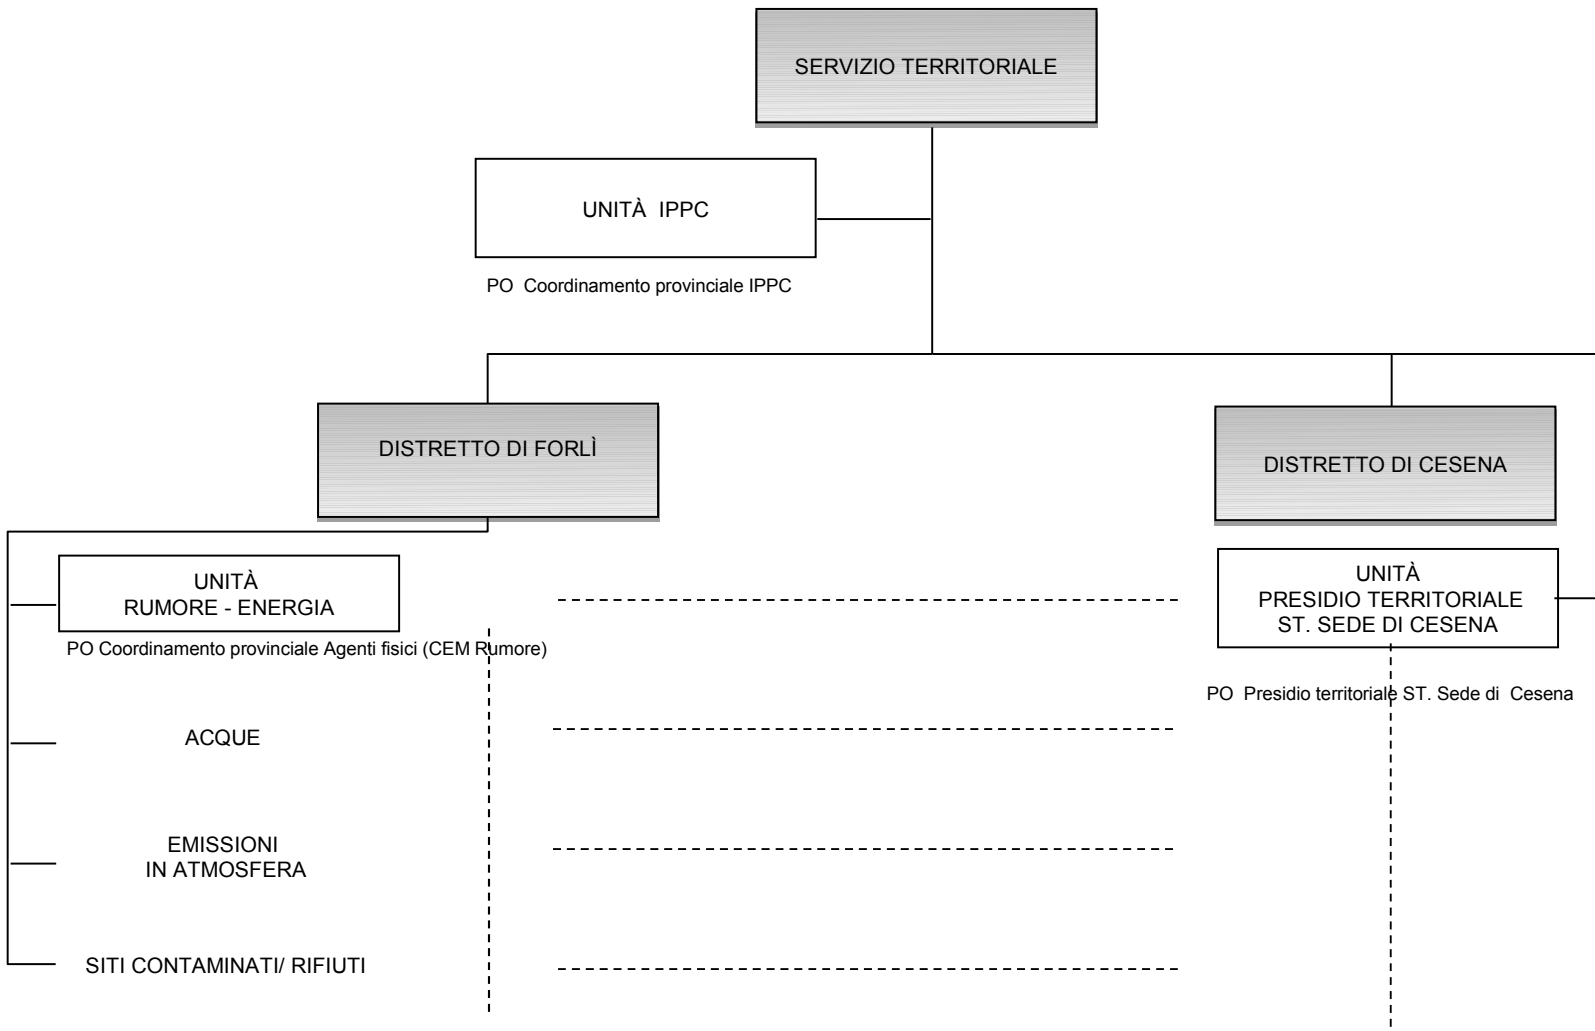 SERVIZIO TERRITORIALE
UNITÀ IPPC
PO Coordinamento provinciale IPPC
DISTRETTO DI FORLÌ
DISTRETTO DI CESENA
UNITÀ
RUMORE - ENERGIA
PO Coordinamento provinciale Agenti fisici (CEM Rumore)
UNITÀ
PRESIDIO TERRITORIALE
ST. SEDE DI CESENA
PO Presidio territoriale ST. Sede di Cesena
ACQUE
EMISSIONI
IN ATMOSFERA
SITI CONTAMINATI/ RIFIUTI